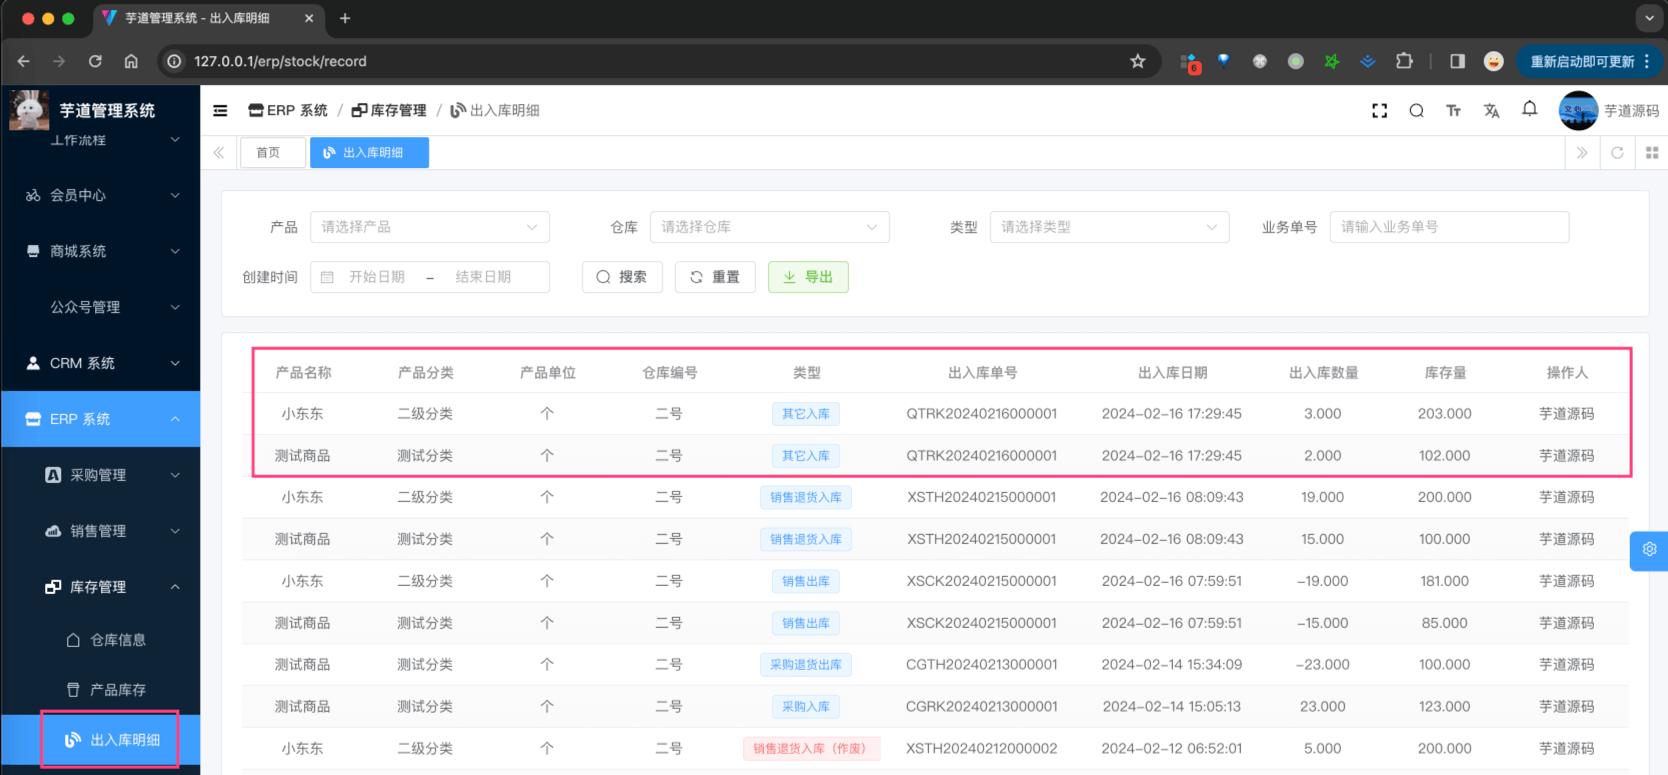 芋道管理系统 - 出入库明细
127.0.0.1/erp/stock/record
6
重新启动即可更新
芋道管理系统
ERP 系统 / 库存管理 / 出入库明细
芋道源码
首页
出入库明细
工作流程
会员中心
商城系统
公众号管理
CRM 系统
ERP 系统
采购管理
销售管理
库存管理
仓库信息
产品库存
出入库明细
产品 请选择产品 仓库 请选择仓库 类型 请选择类型 业务单号 请输入业务单号
创建时间 开始日期 - 结束日期 搜索 重置 导出
产品名称 产品分类 产品单位 仓库编号 类型 出入库单号 出入库日期 出入库数量 库存量 操作人
小东东 二级分类 个 二号 其它入库 QTRK20240216000001 2024-02-16 17:29:45 3.000 203.000 芋道源码
测试商品 测试分类 个 二号 其它入库 QTRK20240216000001 2024-02-16 17:29:45 2.000 102.000 芋道源码
小东东 二级分类 个 二号 销售退货入库 XSTH20240215000001 2024-02-16 08:09:43 19.000 200.000 芋道源码
测试商品 测试分类 个 二号 销售退货入库 XSTH20240215000001 2024-02-16 08:09:43 15.000 100.000 芋道源码
小东东 二级分类 个 二号 销售出库 XSCK20240215000001 2024-02-16 07:59:51 -19.000 181.000 芋道源码
测试商品 测试分类 个 二号 销售出库 XSCK20240215000001 2024-02-16 07:59:51 -15.000 85.000 芋道源码
测试商品 测试分类 个 二号 采购退货出库 CGTH20240213000001 2024-02-14 15:34:09 -23.000 100.000 芋道源码
测试商品 测试分类 个 二号 采购入库 CGRK20240213000001 2024-02-14 15:05:13 23.000 123.000 芋道源码
小东东 二级分类 个 二号 销售退货入库（作废） XSTH20240212000002 2024-02-12 06:52:01 5.000 200.000 芋道源码